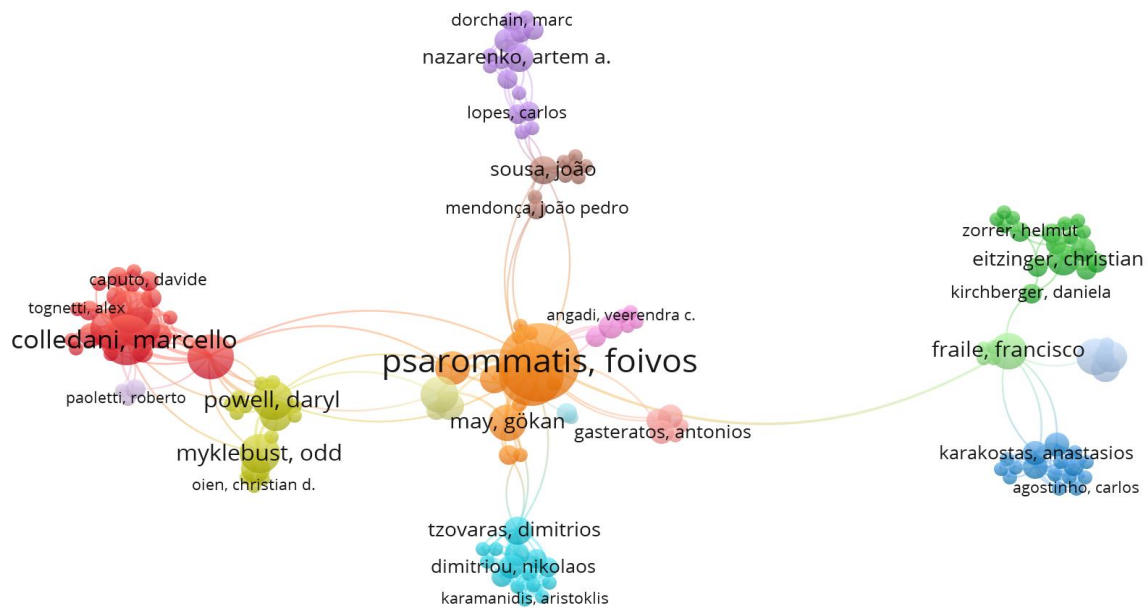 dorchain, marc
nazarenko, artem a.
lopes, carlos
sousa, joão
mendonça, joão pedro
zorrer, helmut
eitzinger, christian
kirchberger, daniela
caputo, davide
tognetti, alex
colledani, marcello
angadi, veerendra c.
psarommatis, foivos
fraile, francisco
paoletti, roberto
powell, daryl
may, gökan
gasteratos, antonios
myklebust, odd
oien, christian d.
karakostas, anastasios
agostinho, carlos
tzovaras, dimitrios
dimitriou, nikolaos
karamanidis, aristoklis